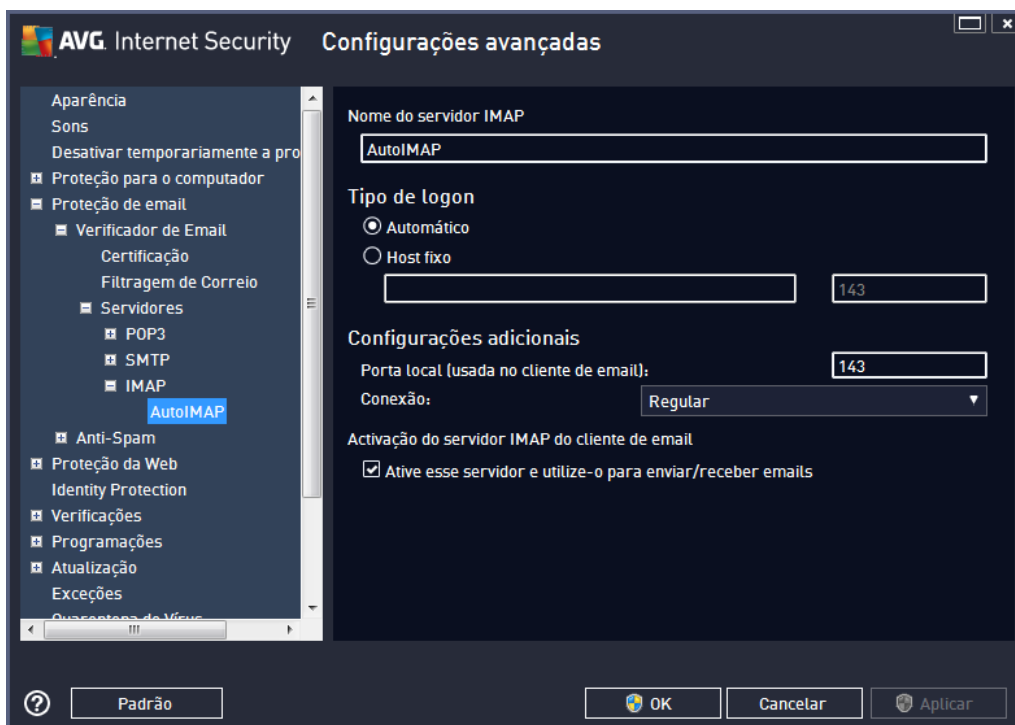 AVG. Internet Security Configurações avançadas
Aparência
Sons
Desativar temporariamente a pro
Proteção para o computador
Proteção de email
Verificador de Email
Certificação
Filtragem de Correio
Servidores
POP3
SMTP
IMAP
AutoIMAP
Anti-Spam
Proteção da Web
Identity Protection
Verificações
Programações
Atualização
Exceções
Quarentena de Vírus
Nome do servidor IMAP
AutoIMAP
Tipo de logon
Automático
Host fixo
143
Configurações adicionais
Porta local (usada no cliente de email): 143
Conexão: Regular
Activação do servidor IMAP do cliente de email
Ative esse servidor e utilize-o para enviar/receber emails
? Padrão OK Cancelar Aplicar